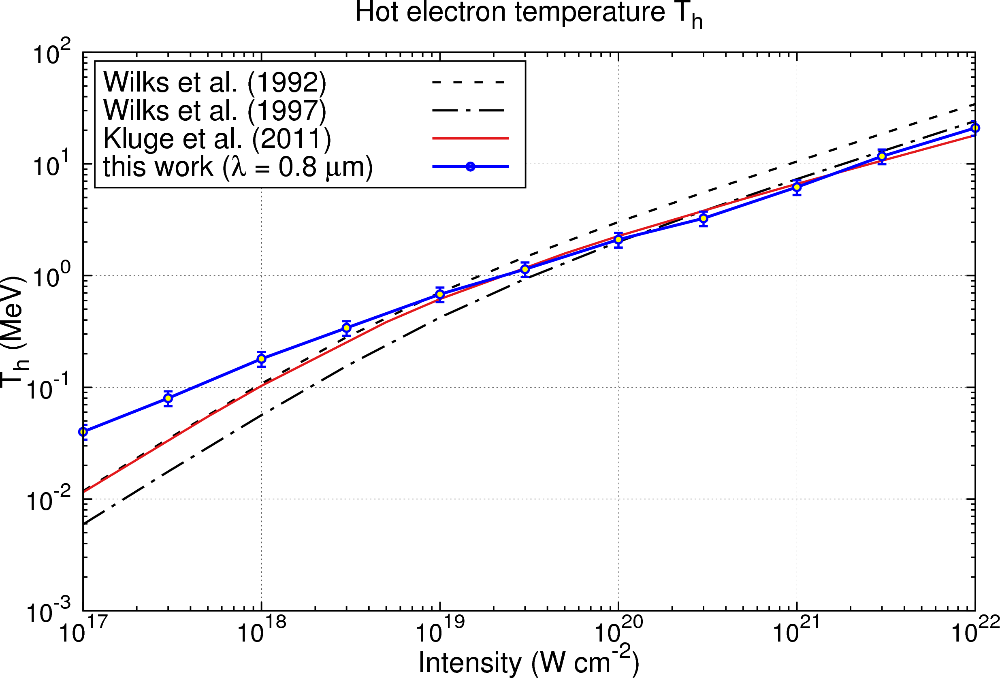 Hot electron temperature T_h
10^2
10^1
10^0
10^-1
10^-2
10^-3
T_h (MeV)
Wilks et al. (1992)
Wilks et al. (1997)
Kluge et al. (2011)
this work (λ = 0.8 μm)
10^17 10^18 10^19 10^20 10^21 10^22
Intensity (W cm^-2)